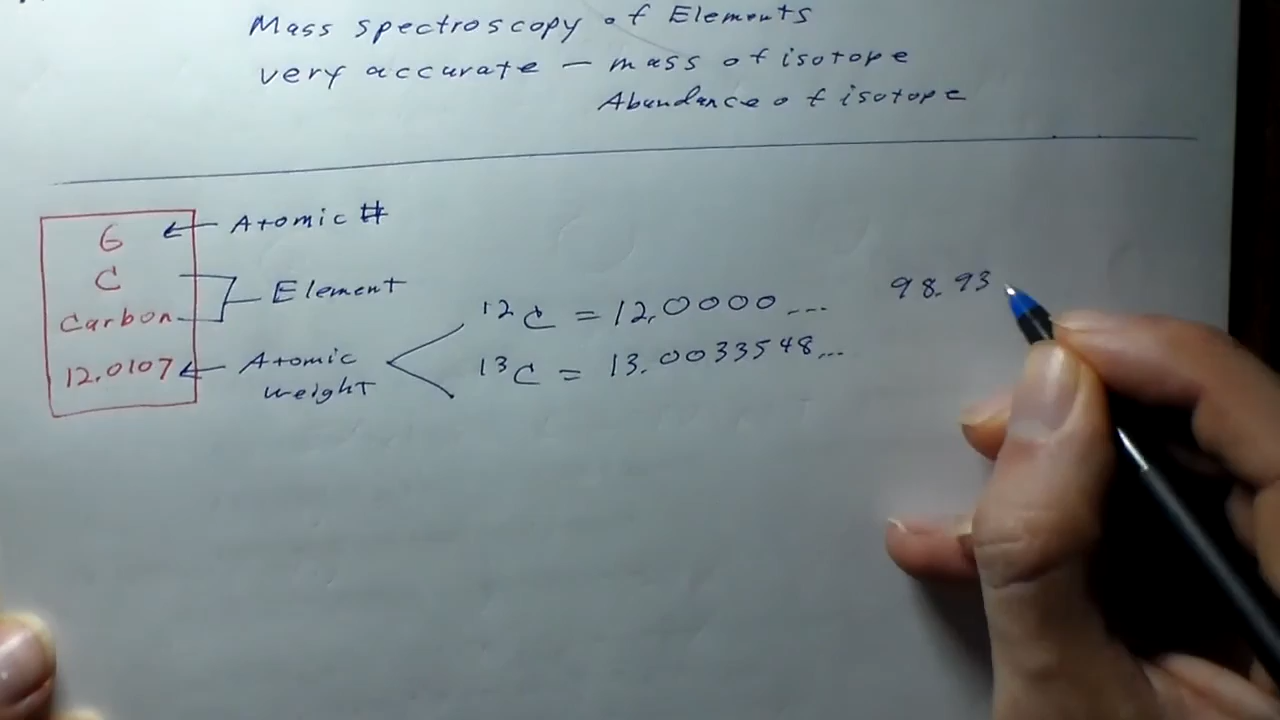 Mass spectroscopy of Elements
very accurate — mass of isotope
Abundance of isotope
6 ← Atomic #
C
Carbon
Element
12.0107 ← Atomic weight
¹²C = 12.0000... 98.93
¹³C = 13.0033548...